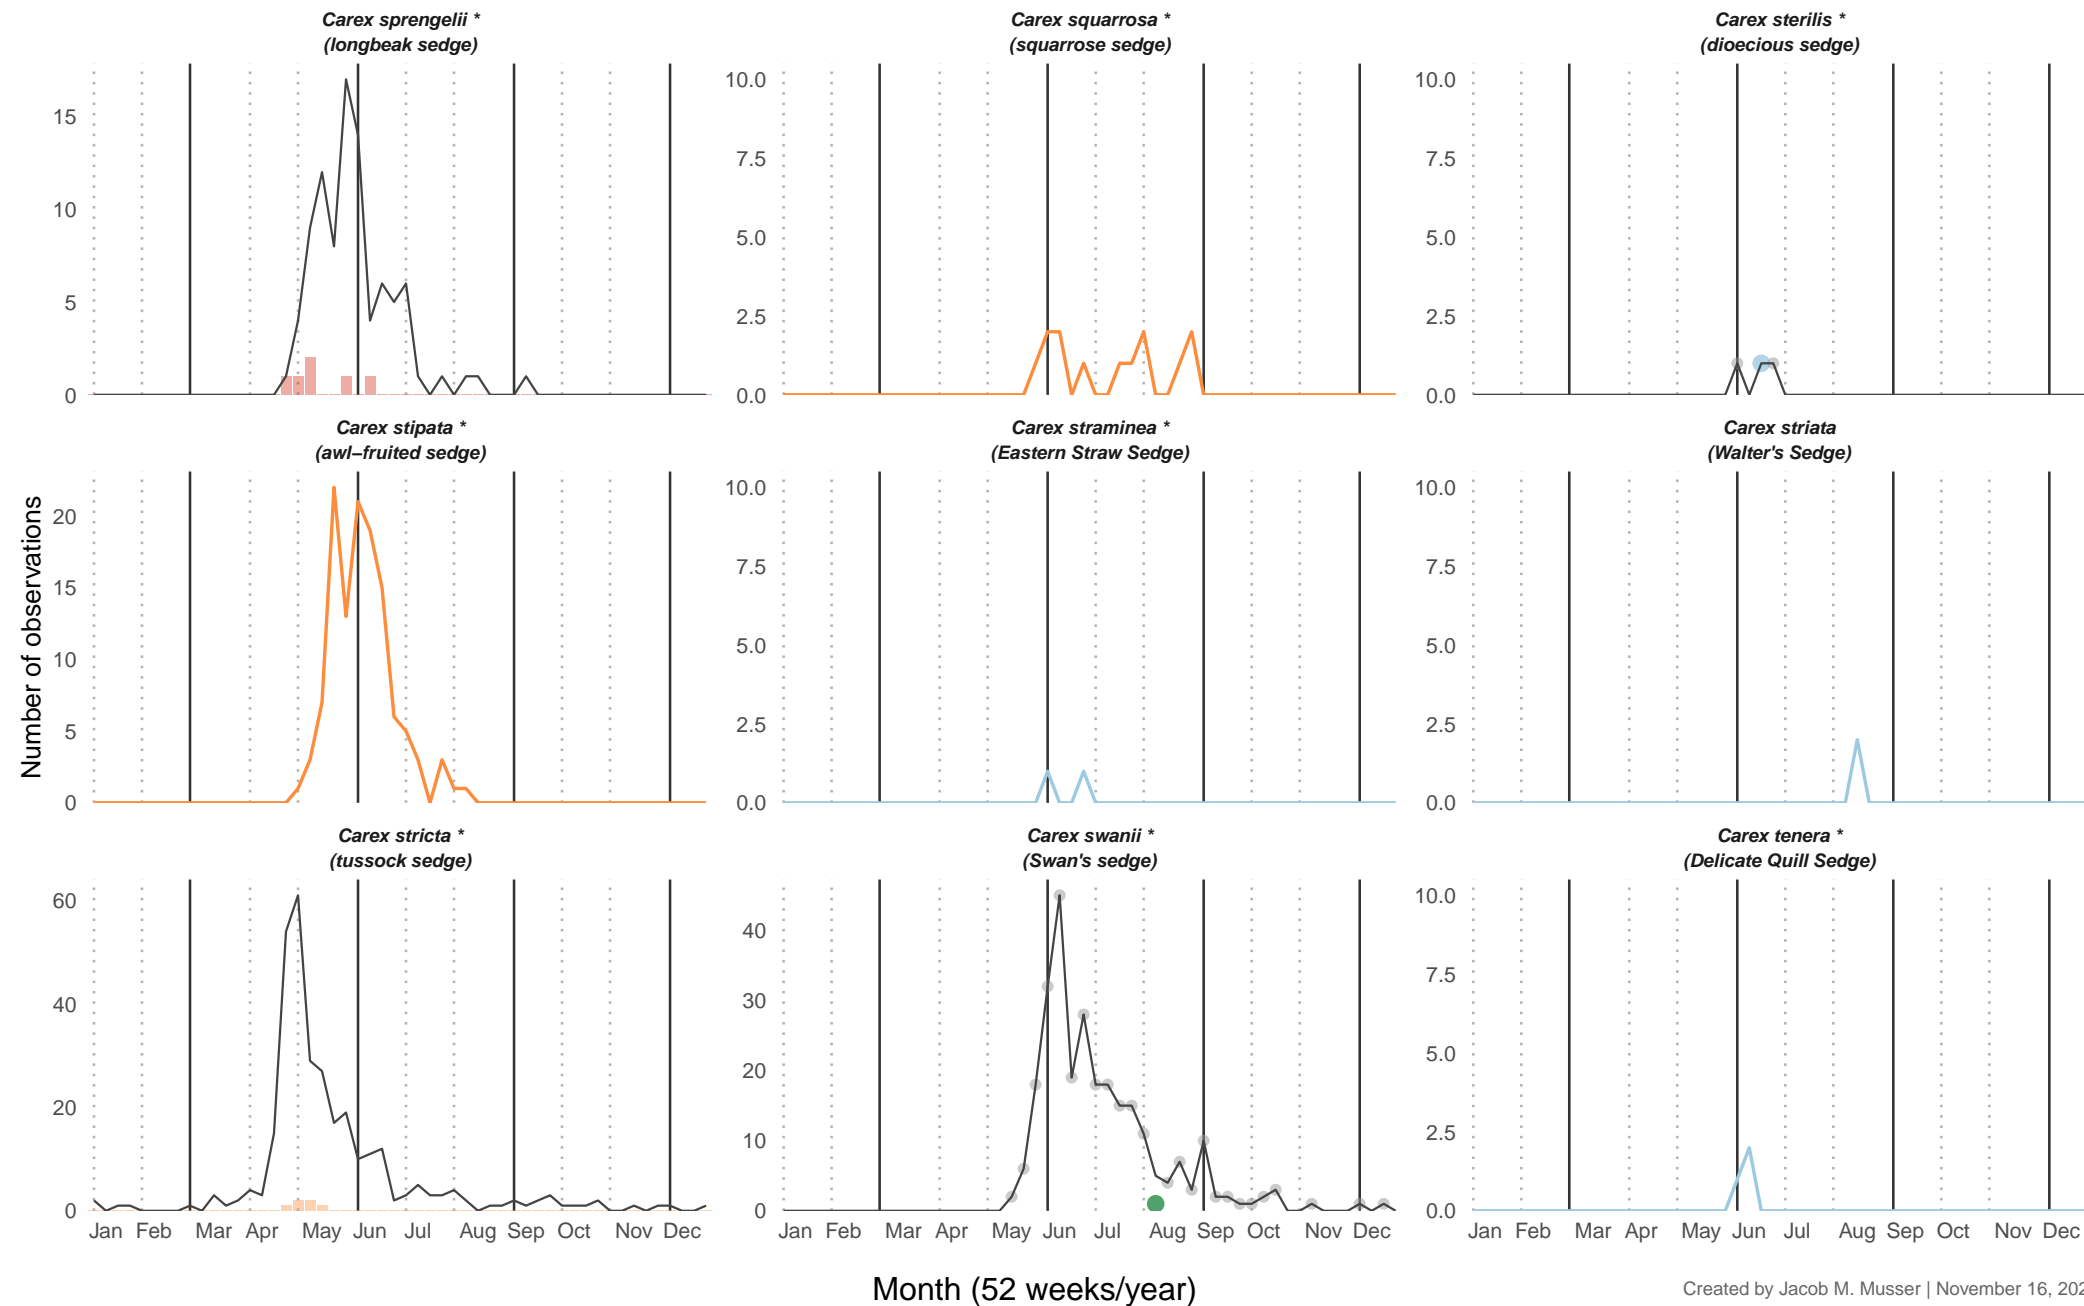 Carex sprengelii *
(longbeak sedge)
Carex squarrosa *
(squarrose sedge)
Carex sterilis *
(dioecious sedge)
15
10
5
0
10.0
7.5
5.0
2.5
0.0
10.0
7.5
5.0
2.5
0.0
Carex stipata *
(awl−fruited sedge)
Carex straminea *
(Eastern Straw Sedge)
Carex striata
(Walter's Sedge)
Number of observations
20
15
10
5
0
10.0
7.5
5.0
2.5
0.0
10.0
7.5
5.0
2.5
0.0
Carex stricta *
(tussock sedge)
Carex swanii *
(Swan's sedge)
Carex tenera *
(Delicate Quill Sedge)
60
40
20
0
40
30
20
10
0
10.0
7.5
5.0
2.5
0.0
Jan Feb Mar Apr May Jun Jul Aug Sep Oct Nov Dec
Jan Feb Mar Apr May Jun Jul Aug Sep Oct Nov Dec
Jan Feb Mar Apr May Jun Jul Aug Sep Oct Nov Dec
Month (52 weeks/year)
Created by Jacob M. Musser | November 16, 202